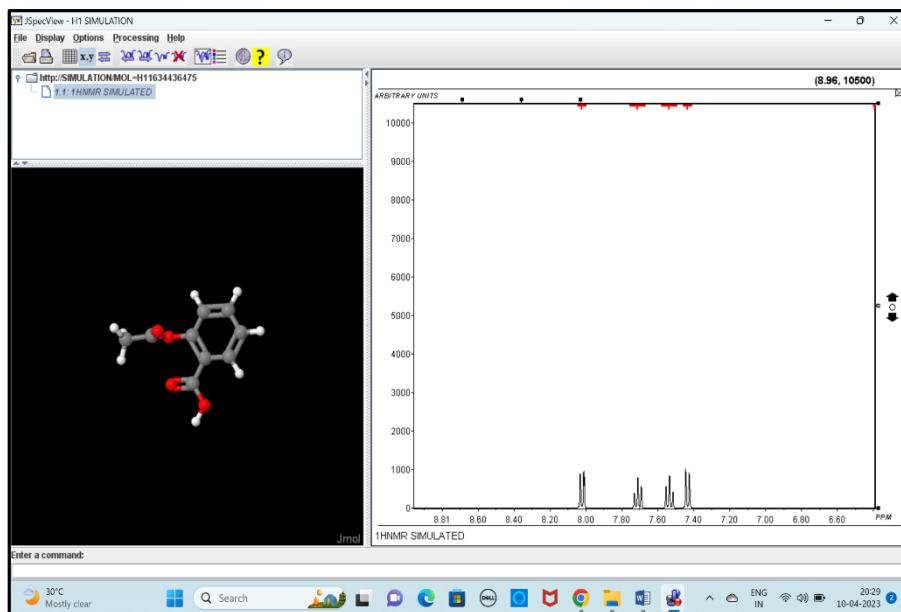 JSpecView - H1 SIMULATION
File Display Options Processing Help
x,y
http://SIMULATION/MOL=H11634436475
1.1: 1HNMR SIMULATED
(8.96, 10500)
ARBITRARY UNITS
10000
9000
8000
7000
6000
5000
4000
3000
2000
1000
0
8.81 8.60 8.40 8.20 8.00 7.80 7.60 7.40 7.20 7.00 6.80 6.60 PPM
1HNMR SIMULATED
Jmol
Enter a command:
30°C
Mostly clear
Search
DELL
W
ENG
IN
20:29
10-04-2023
2